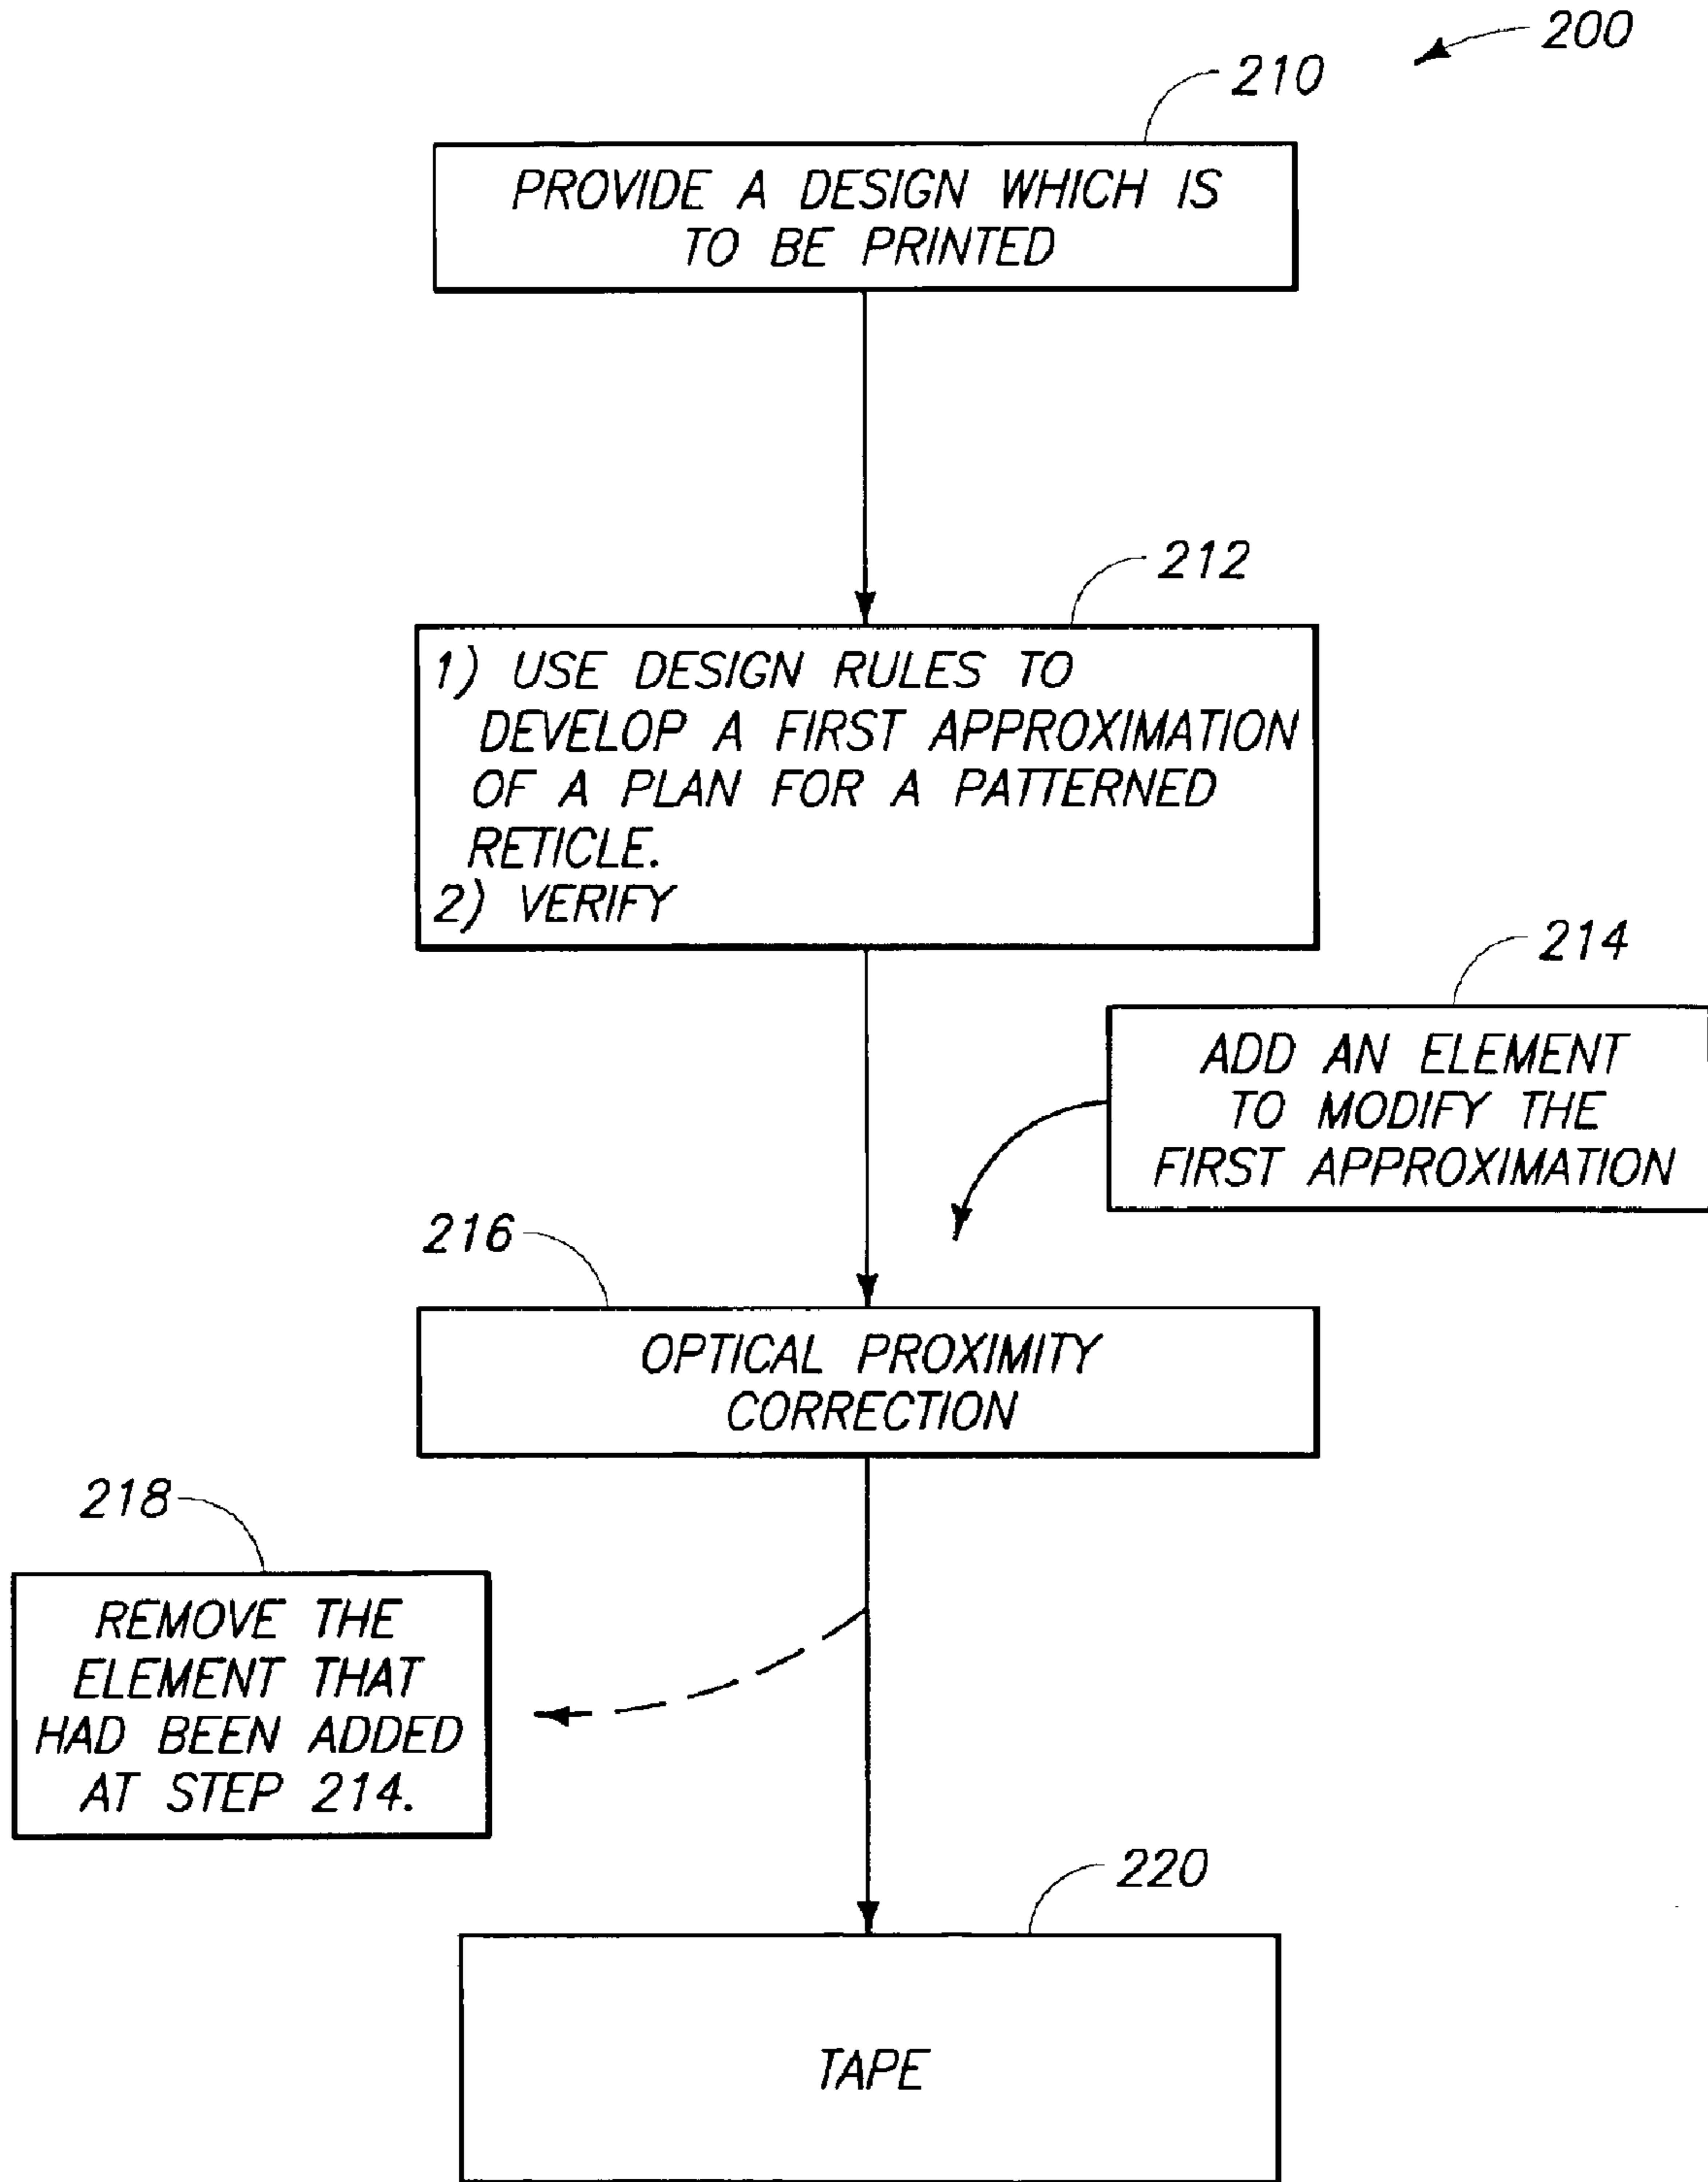 200
210
PROVIDE A DESIGN WHICH IS
TO BE PRINTED
212
1) USE DESIGN RULES TO
DEVELOP A FIRST APPROXIMATION
OF A PLAN FOR A PATTERNED
RETICLE.
2) VERIFY
214
ADD AN ELEMENT
TO MODIFY THE
FIRST APPROXIMATION
216
OPTICAL PROXIMITY
CORRECTION
218
REMOVE THE
ELEMENT THAT
HAD BEEN ADDED
AT STEP 214.
220
TAPE